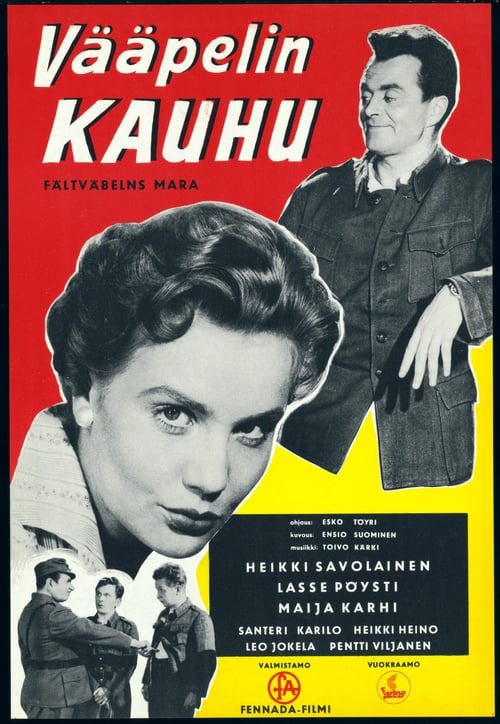 Vääpelin
KAUHU
FÄLTVÄBELNS MARA
ohjaus: ESKO TÖYRI
kuvaus: ENSIO SUOMINEN
musiikki: TOIVO KÄRKI
HEIKKI SAVOLAINEN
LASSE PÖYSTI
MAIJA KARHI
SANTERI KARILO HEIKKI HEINO
LEO JOKELA PENTTI VILJANEN
VALMISTAMO VUOKRAAMO
FA
FENNADA-FILMI